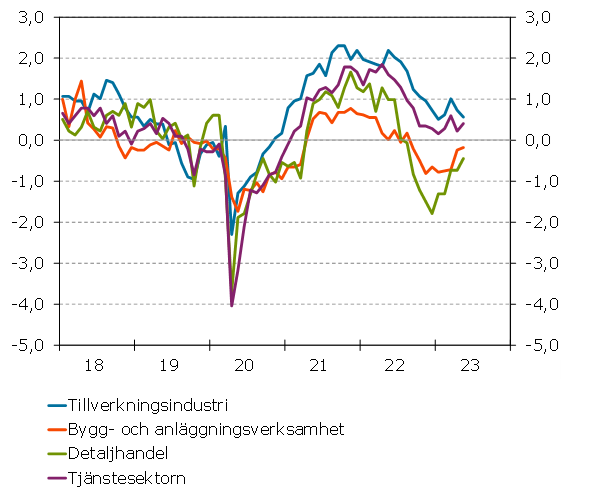 3,0 3,0
2,0 2,0
1,0 1,0
0,0 0,0
-1,0 -1,0
-2,0 -2,0
-3,0 -3,0
-4,0 -4,0
-5,0 -5,0
18 19 20 21 22 23
Tillverkningsindustri
Bygg- och anläggningsverksamhet
Detaljhandel
Tjänstesektorn